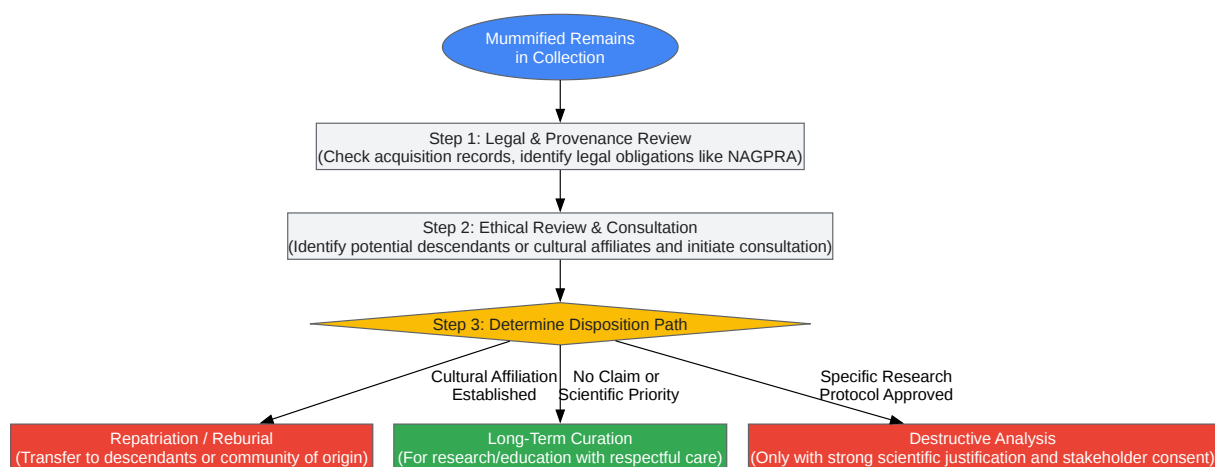 Mummified Remains
in Collection
Step 1: Legal & Provenance Review
(Check acquisition records, identify legal obligations like NAGPRA)
Step 2: Ethical Review & Consultation
(Identify potential descendants or cultural affiliates and initiate consultation)
Step 3: Determine Disposition Path
Cultural Affiliation
Established
No Claim or
Scientific Priority
Specific Research
Protocol Approved
Repatriation / Reburial
(Transfer to descendants or community of origin)
Long-Term Curation
(For research/education with respectful care)
Destructive Analysis
(Only with strong scientific justification and stakeholder consent)